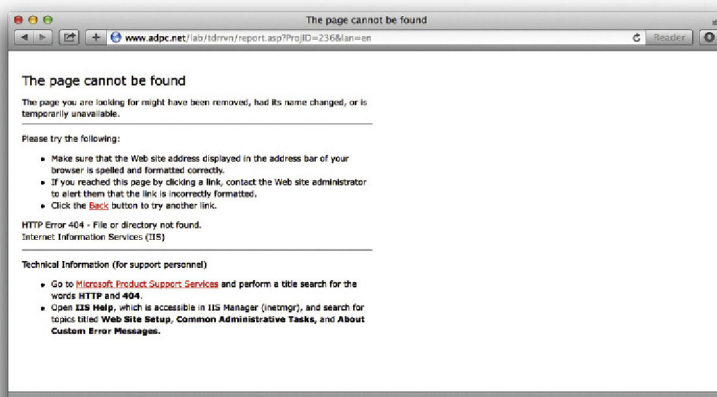 The page cannot be found
www.adpc.net/lab/tdrrvn/report.asp?ProjID=236&lan=en
Reader
The page cannot be found
The page you are looking for might have been removed, had its name changed, or is
temporarily unavailable.
Please try the following:
Make sure that the Web site address displayed in the address bar of your
browser is spelled and formatted correctly.
If you reached this page by clicking a link, contact the Web site administrator
to alert them that the link is incorrectly formatted.
Click the Back button to try another link.
HTTP Error 404 - File or directory not found.
Internet Information Services (IIS)
Technical Information (for support personnel)
Go to Microsoft Product Support Services and perform a title search for the
words HTTP and 404.
Open IIS Help, which is accessible in IIS Manager (inetmgr), and search for
topics titled Web Site Setup, Common Administrative Tasks, and About
Custom Error Messages.